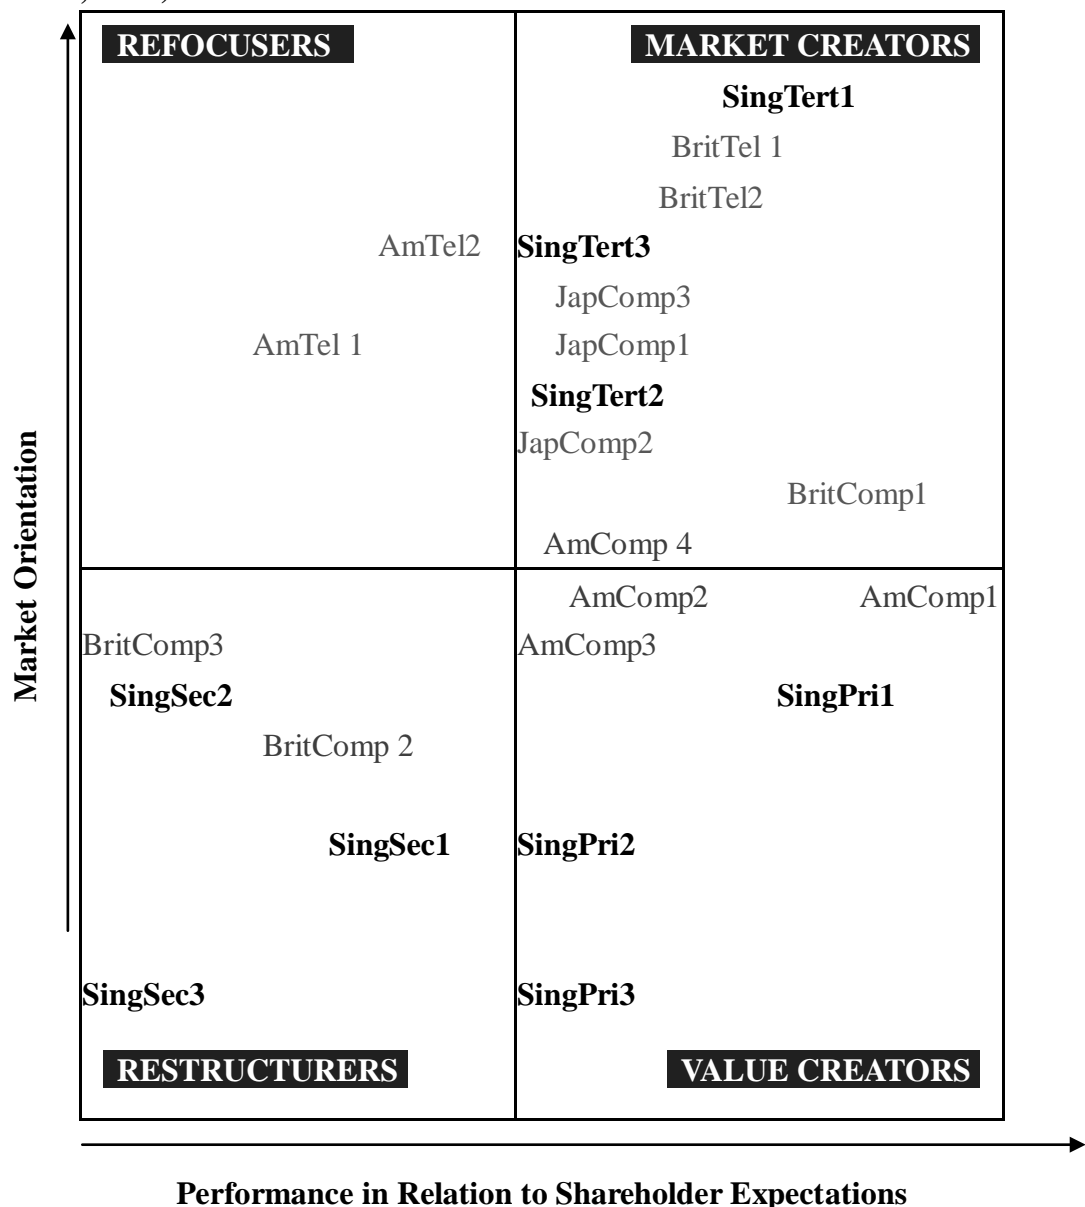 REFOCUSERS MARKET CREATORS
SingTert1
BritTel 1
BritTel2
AmTel2 SingTert3
JapComp3
AmTel 1 JapComp1
SingTert2
JapComp2
BritComp1
AmComp 4
AmComp2 AmComp1
BritComp3 AmComp3
SingSec2 SingPri1
BritComp 2
SingSec1 SingPri2
SingSec3 SingPri3
RESTRUCTURERS VALUE CREATORS
Market Orientation
Performance in Relation to Shareholder Expectations